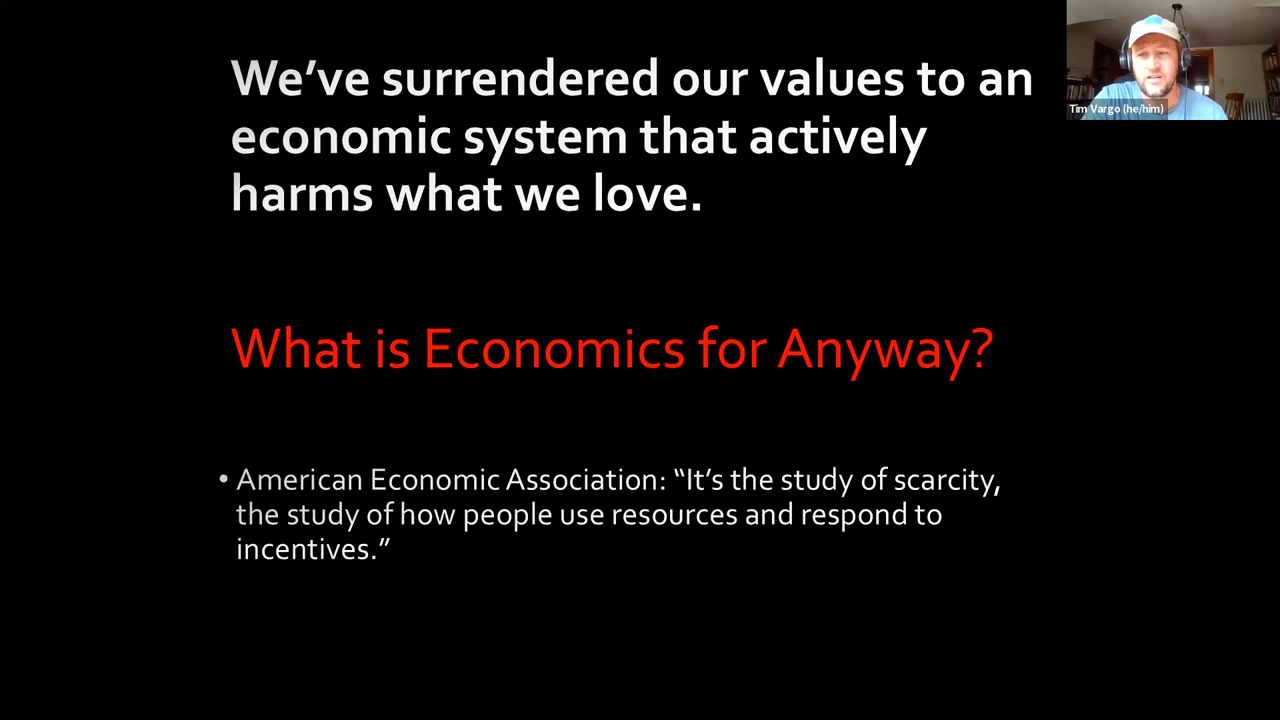 We’ve surrendered our values to an
economic system that actively
harms what we love.
Tim Vargo (he/him)
What is Economics for Anyway?
• American Economic Association: “It’s the study of scarcity,
the study of how people use resources and respond to
incentives.”